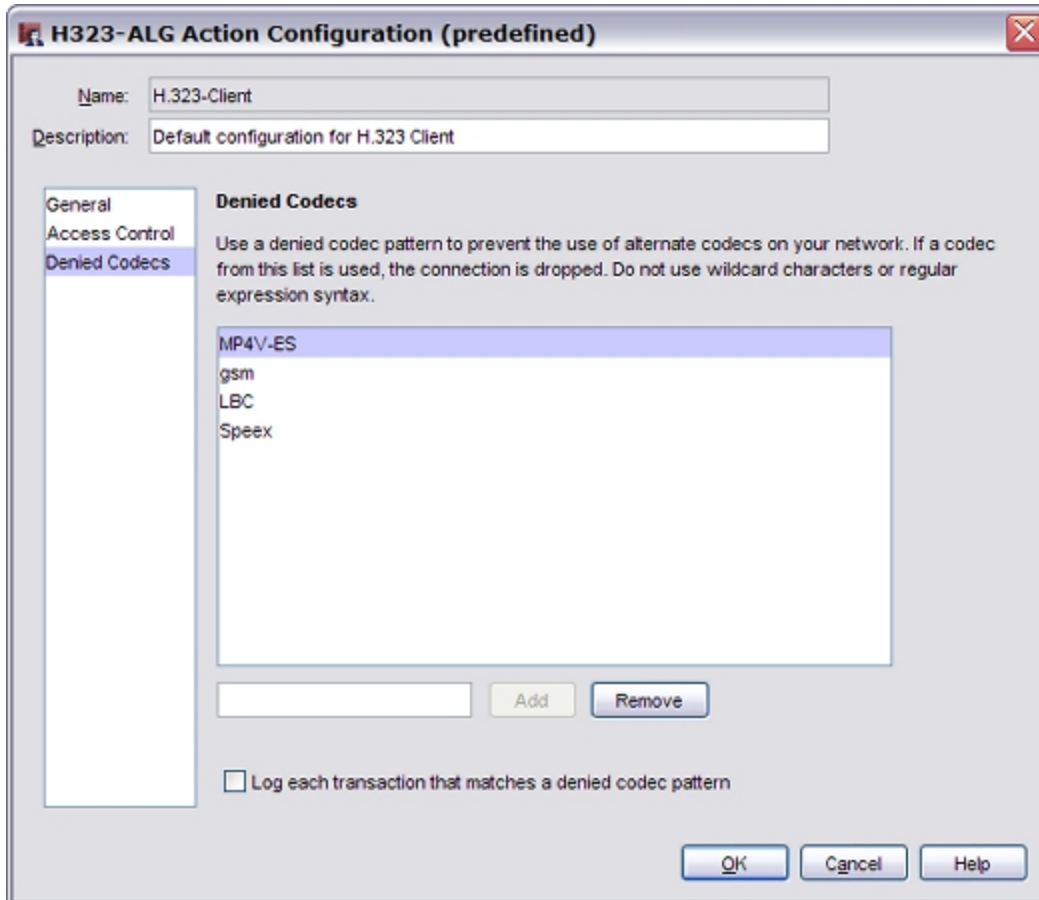 H323-ALG Action Configuration (predefined)
Name: H.323-Client
Description: Default configuration for H.323 Client
General
Access Control
Denied Codecs
Denied Codecs
Use a denied codec pattern to prevent the use of alternate codecs on your network. If a codec
from this list is used, the connection is dropped. Do not use wildcard characters or regular
expression syntax.
MP4V-ES
gsm
LBC
Speex
Add Remove
Log each transaction that matches a denied codec pattern
OK Cancel Help